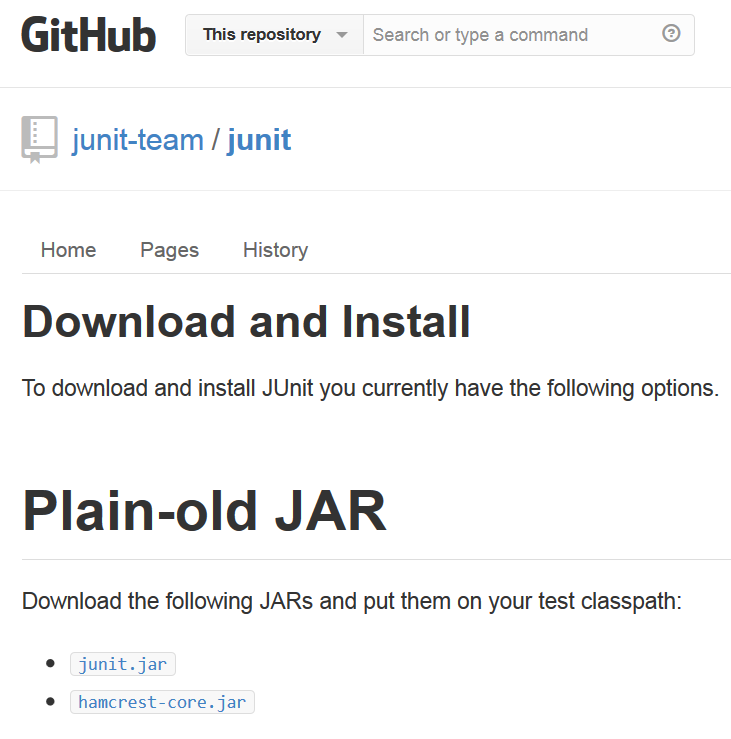 GitHub This repository Search or type a command ?
junit-team / junit
Home Pages History
Download and Install
To download and install JUnit you currently have the following options.
Plain-old JAR
Download the following JARs and put them on your test classpath:
junit.jar
hamcrest-core.jar